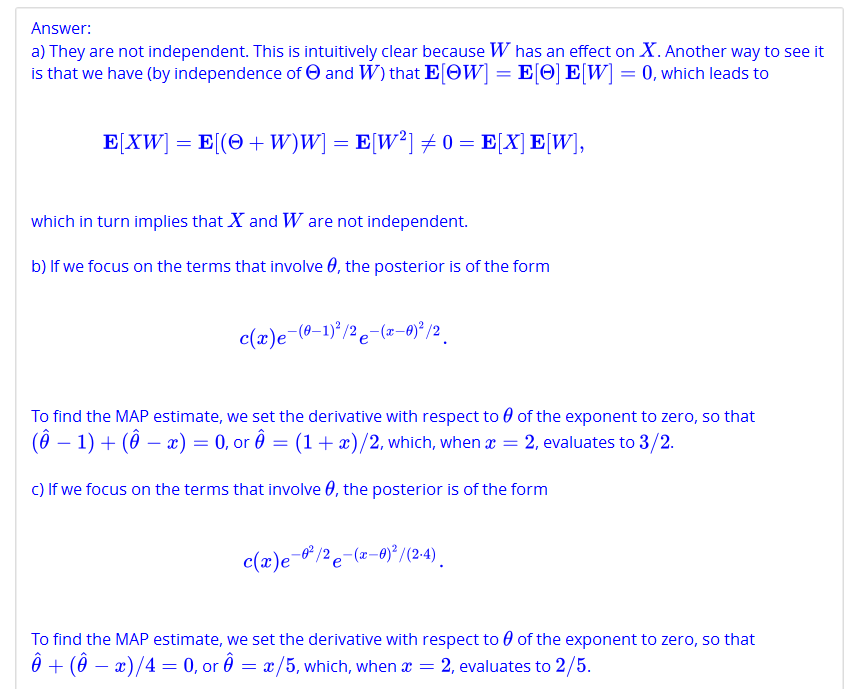 Answer:
a) They are not independent. This is intuitively clear because W has an effect on X. Another way to see it
is that we have (by independence of Θ and W) that E[ΘW] = E[Θ] E[W] = 0, which leads to
E[XW] = E[(Θ + W)W] = E[W²] ≠ 0 = E[X] E[W],
which in turn implies that X and W are not independent.
b) If we focus on the terms that involve θ, the posterior is of the form
c(x)e^{−(θ−1)²/2}e^{−(x−θ)²/2}.
To find the MAP estimate, we set the derivative with respect to θ of the exponent to zero, so that
(θ̂ − 1) + (θ̂ − x) = 0, or θ̂ = (1 + x)/2, which, when x = 2, evaluates to 3/2.
c) If we focus on the terms that involve θ, the posterior is of the form
c(x)e^{−θ²/2}e^{−(x−θ)²/(2·4)}.
To find the MAP estimate, we set the derivative with respect to θ of the exponent to zero, so that
θ̂ + (θ̂ − x)/4 = 0, or θ̂ = x/5, which, when x = 2, evaluates to 2/5.